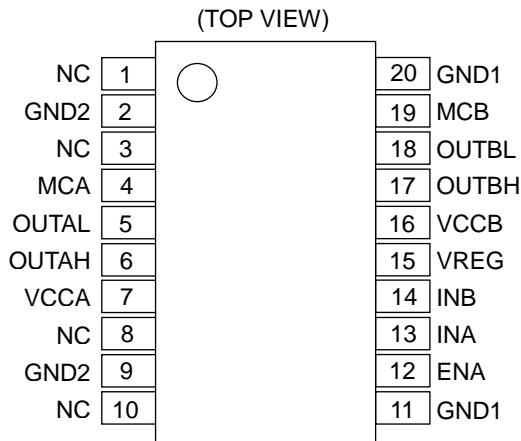 (TOP VIEW)
NC 1 20 GND1
GND2 2 19 MCB
NC 3 18 OUTBL
MCA 4 17 OUTBH
OUTAL 5 16 VCCB
OUTAH 6 15 VREG
VCCA 7 14 INB
NC 8 13 INA
GND2 9 12 ENA
NC 10 11 GND1